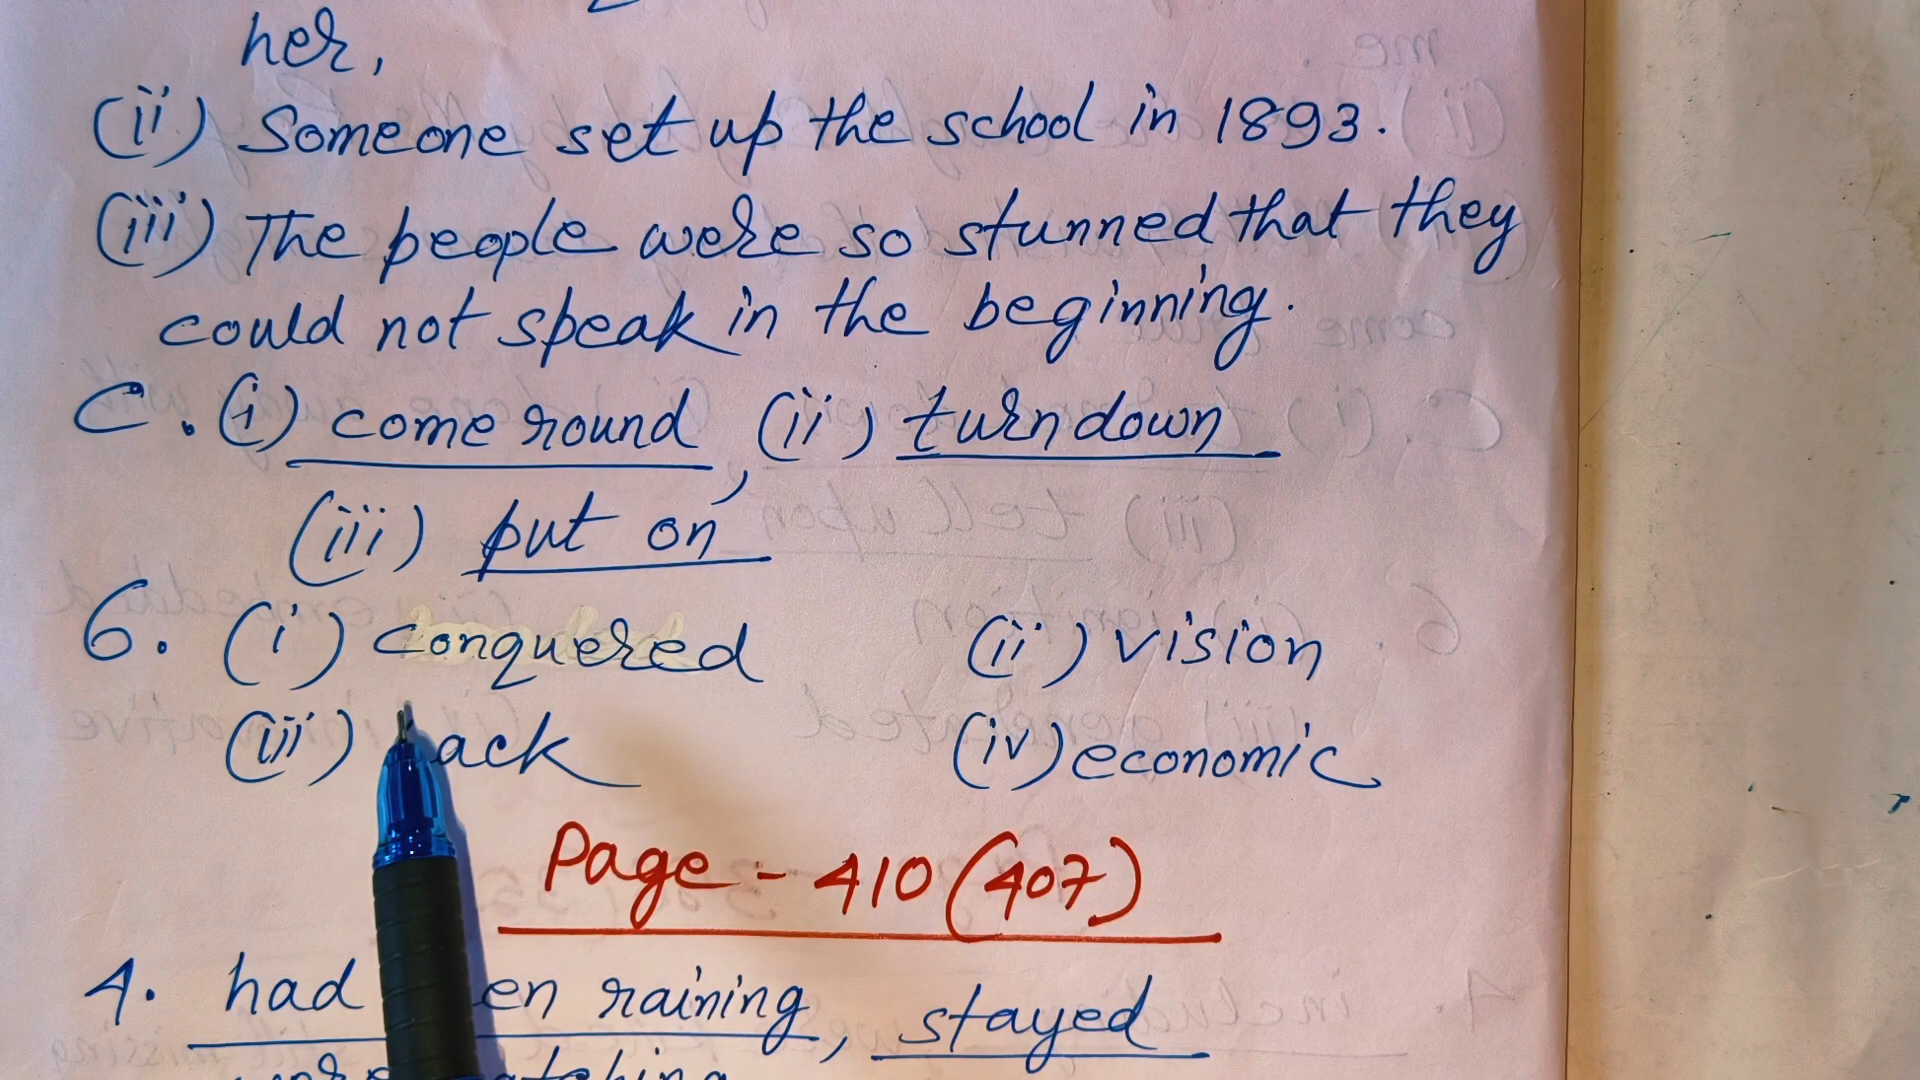 her,
(ii) Someone set up the school in 1893.
(iii) The people were so stunned that they
could not speak in the beginning.
C. (i) come round, (ii) turn down
(iii) put on
6. (i) conquered (ii) vision
(iii) ack (iv) economic
Page - 410 (407)
4. had en raining, stayed